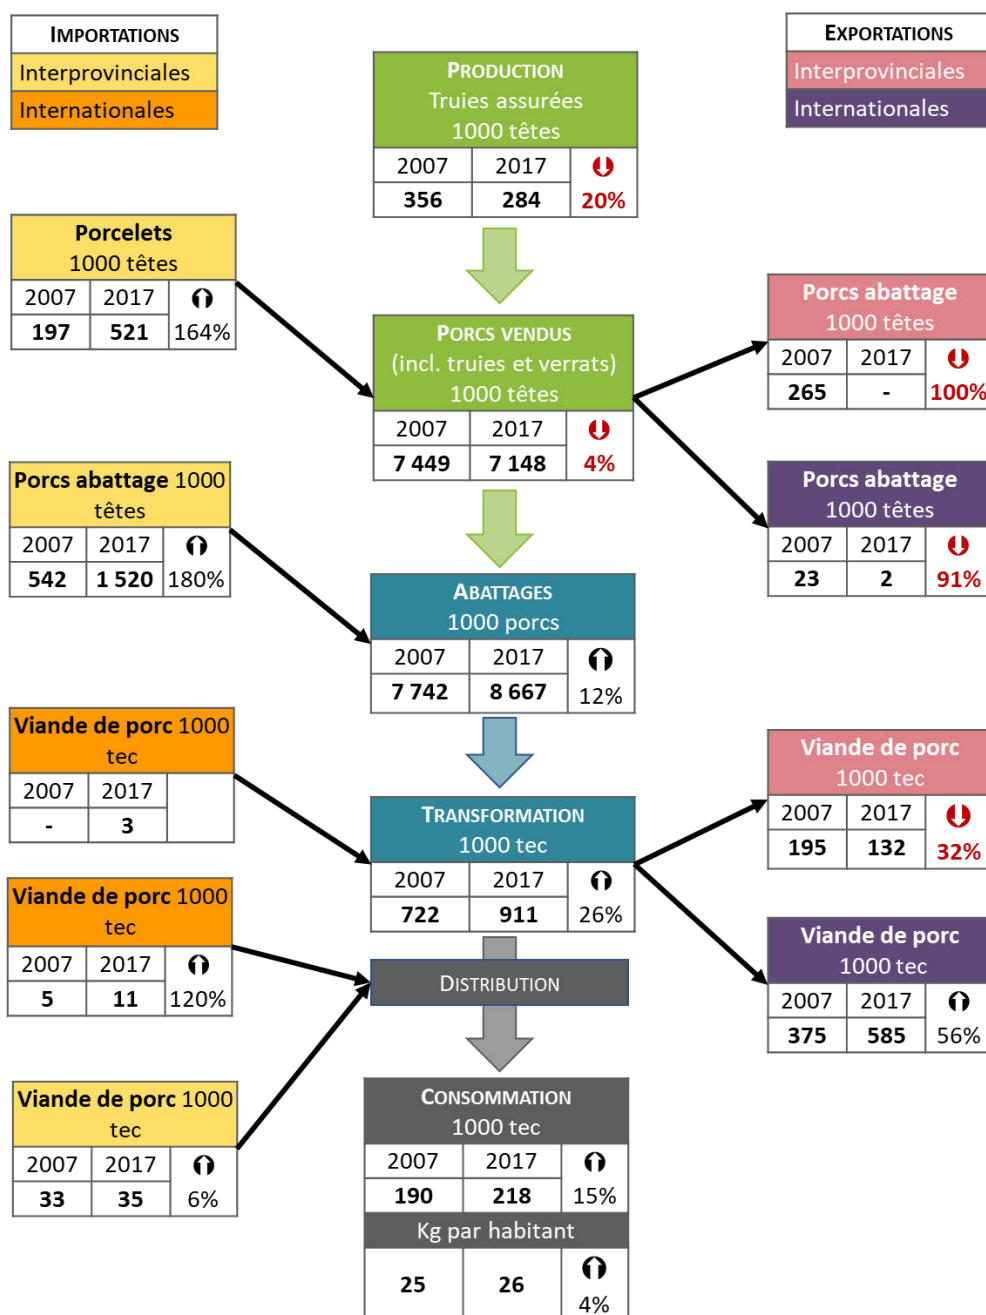 IMPORTATIONS
Interprovinciales
Internationales
EXPORTATIONS
Interprovinciales
Internationales
PRODUCTION
Truies assurées
1000 têtes
2007 2017
356 284 20%
Porcelets
1000 têtes
2007 2017
197 521 164%
PORCS VENDUS
(incl. truies et verrats)
1000 têtes
2007 2017
7 449 7 148 4%
Porcs abattage
1000 têtes
2007 2017
265 - 100%
Porcs abattage 1000
têtes
2007 2017
542 1 520 180%
Porcs abattage
1000 têtes
2007 2017
23 2 91%
ABATTAGES
1000 porcs
2007 2017
7 742 8 667 12%
Viande de porc 1000
tec
2007 2017
- 3
TRANSFORMATION
1000 tec
2007 2017
722 911 26%
Viande de porc
1000 tec
2007 2017
195 132 32%
Viande de porc 1000
tec
2007 2017
5 11 120%
DISTRIBUTION
Viande de porc
1000 tec
2007 2017
375 585 56%
Viande de porc 1000
tec
2007 2017
33 35 6%
CONSOMMATION
1000 tec
2007 2017
190 218 15%
Kg par habitant
25 26 4%